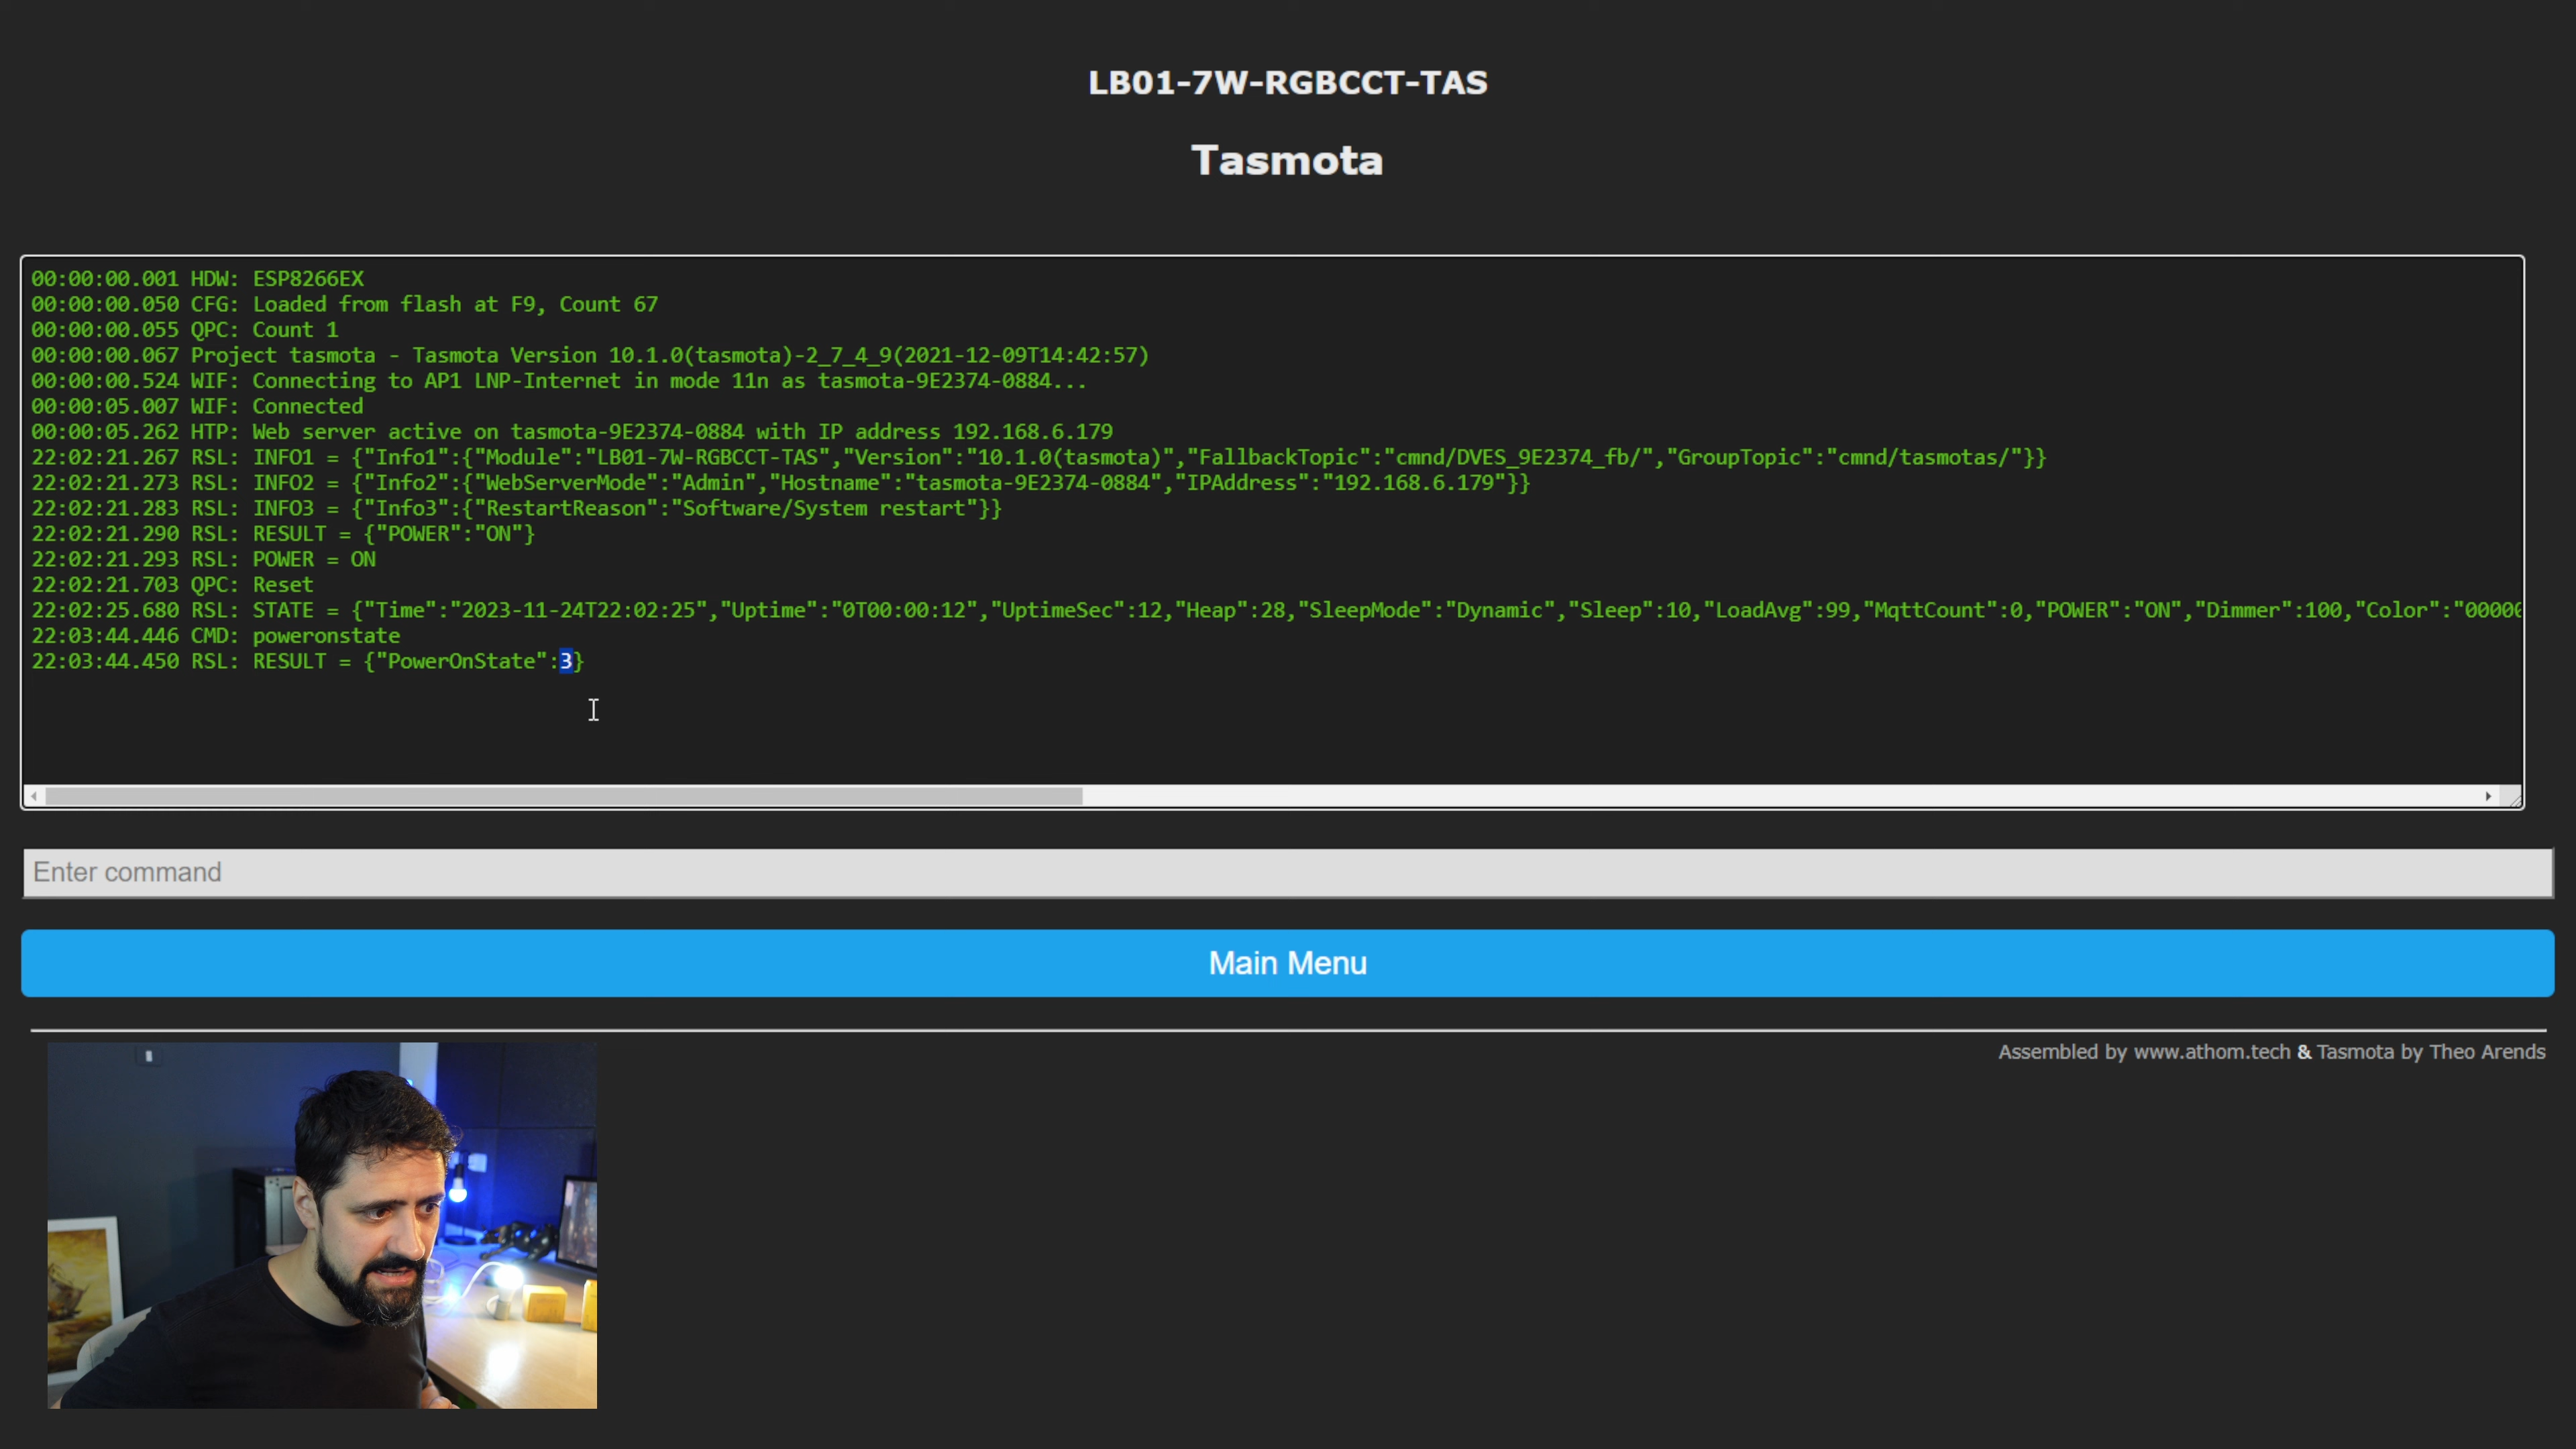 LB01-7W-RGBCCT-TAS
Tasmota
00:00:00.001 HDW: ESP8266EX
00:00:00.050 CFG: Loaded from flash at F9, Count 67
00:00:00.055 QPC: Count 1
00:00:00.067 Project tasmota - Tasmota Version 10.1.0(tasmota)-2_7_4_9(2021-12-09T14:42:57)
00:00:00.524 WIF: Connecting to AP1 LNP-Internet in mode 11n as tasmota-9E2374-0884...
00:00:05.007 WIF: Connected
00:00:05.262 HTP: Web server active on tasmota-9E2374-0884 with IP address 192.168.6.179
22:02:21.267 RSL: INFO1 = {"Info1":{"Module":"LB01-7W-RGBCCT-TAS","Version":"10.1.0(tasmota)","FallbackTopic":"cmnd/DVES_9E2374_fb/","GroupTopic":"cmnd/tasmotas/"}}
22:02:21.273 RSL: INFO2 = {"Info2":{"WebServerMode":"Admin","Hostname":"tasmota-9E2374-0884","IPAddress":"192.168.6.179"}}
22:02:21.283 RSL: INFO3 = {"Info3":{"RestartReason":"Software/System restart"}}
22:02:21.290 RSL: RESULT = {"POWER":"ON"}
22:02:21.293 RSL: POWER = ON
22:02:21.703 QPC: Reset
22:02:25.680 RSL: STATE = {"Time":"2023-11-24T22:02:25","Uptime":"0T00:00:12","UptimeSec":12,"Heap":28,"SleepMode":"Dynamic","Sleep":10,"LoadAvg":99,"MqttCount":0,"POWER":"ON","Dimmer":100,"Color":"00000
22:03:44.446 CMD: poweronstate
22:03:44.450 RSL: RESULT = {"PowerOnState":3}
Enter command
Main Menu
Assembled by www.athom.tech & Tasmota by Theo Arends